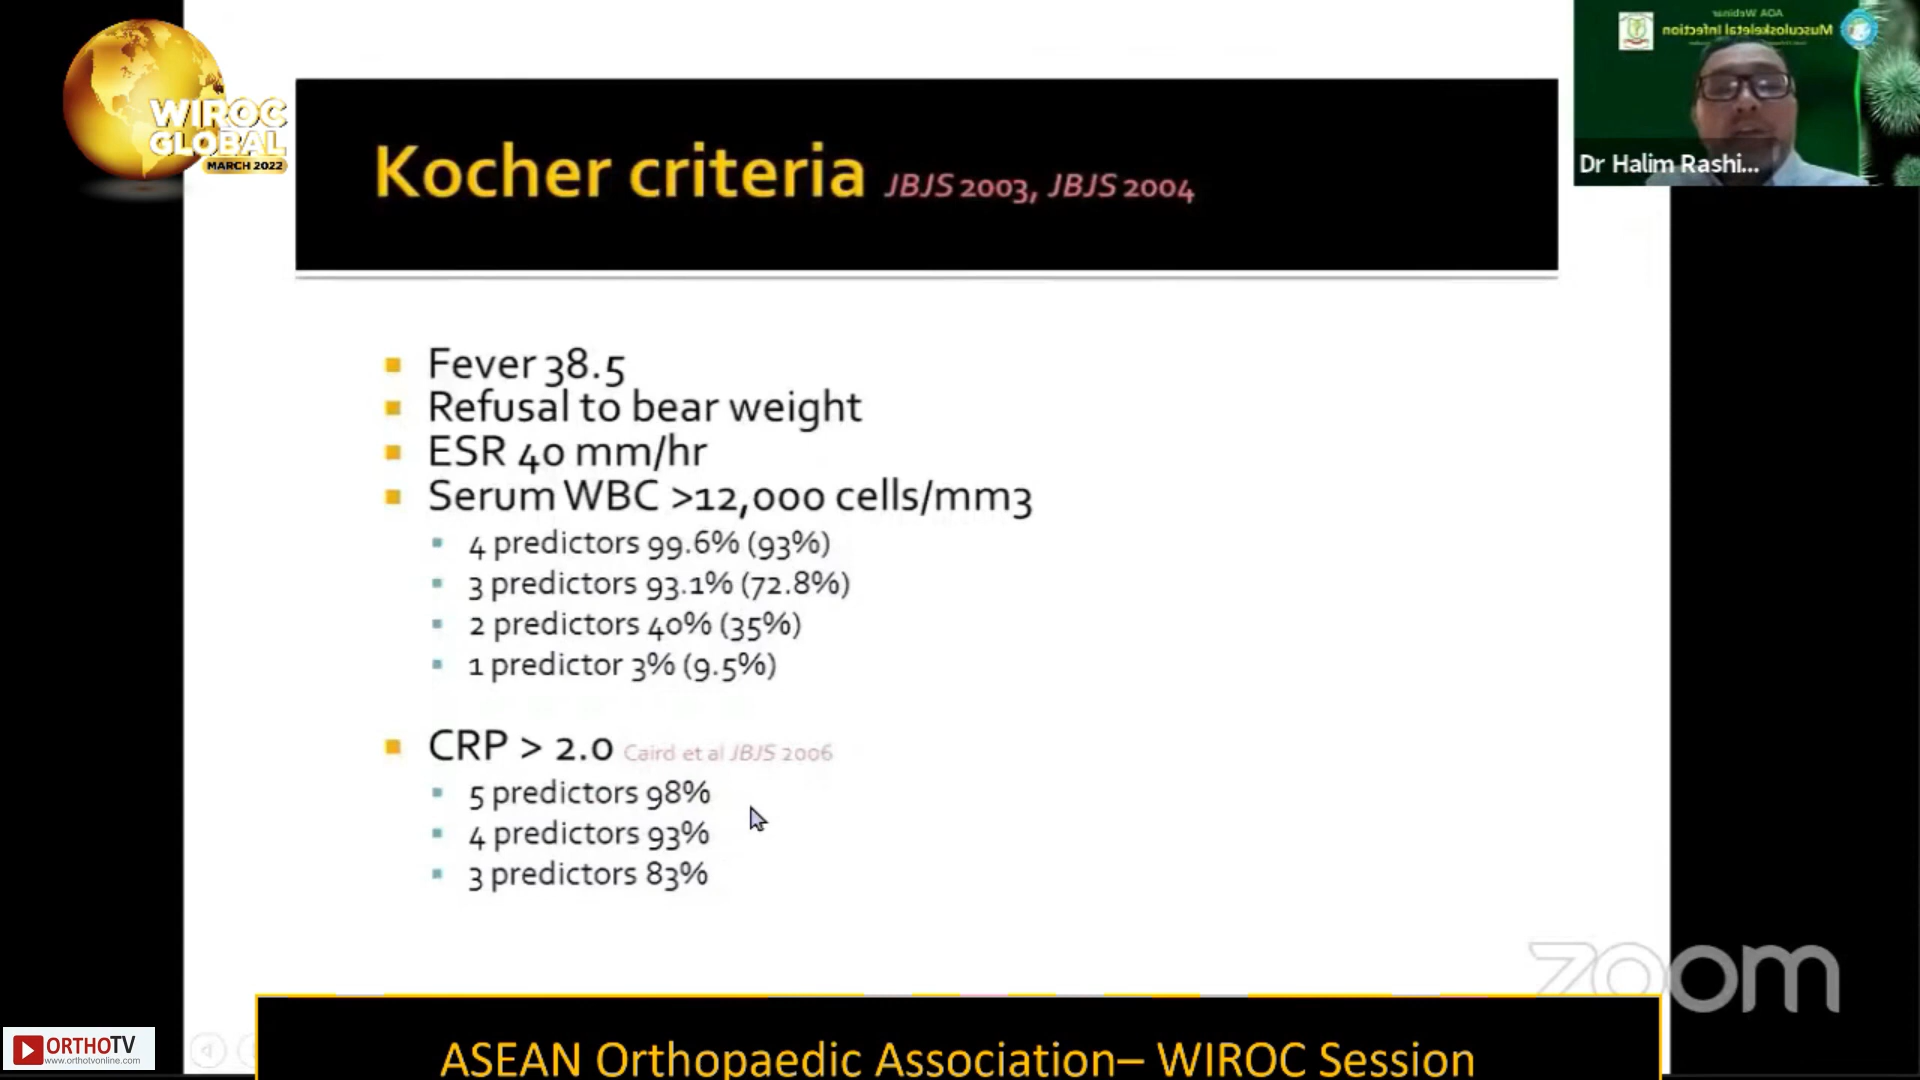 WIROC
GLOBAL
MARCH 2022
Kocher criteria JBJS 2003, JBJS 2004
AOA Webinar
Musculoskeletal Infection
Dr Halim Rashi...
Fever 38.5
Refusal to bear weight
ESR 40 mm/hr
Serum WBC >12,000 cells/mm3
4 predictors 99.6% (93%)
3 predictors 93.1% (72.8%)
2 predictors 40% (35%)
1 predictor 3% (9.5%)
CRP > 2.0 Caird et al JBJS 2006
5 predictors 98%
4 predictors 93%
3 predictors 83%
zoom
ORTHOTV
www.orthotvonline.com
ASEAN Orthopaedic Association– WIROC Session